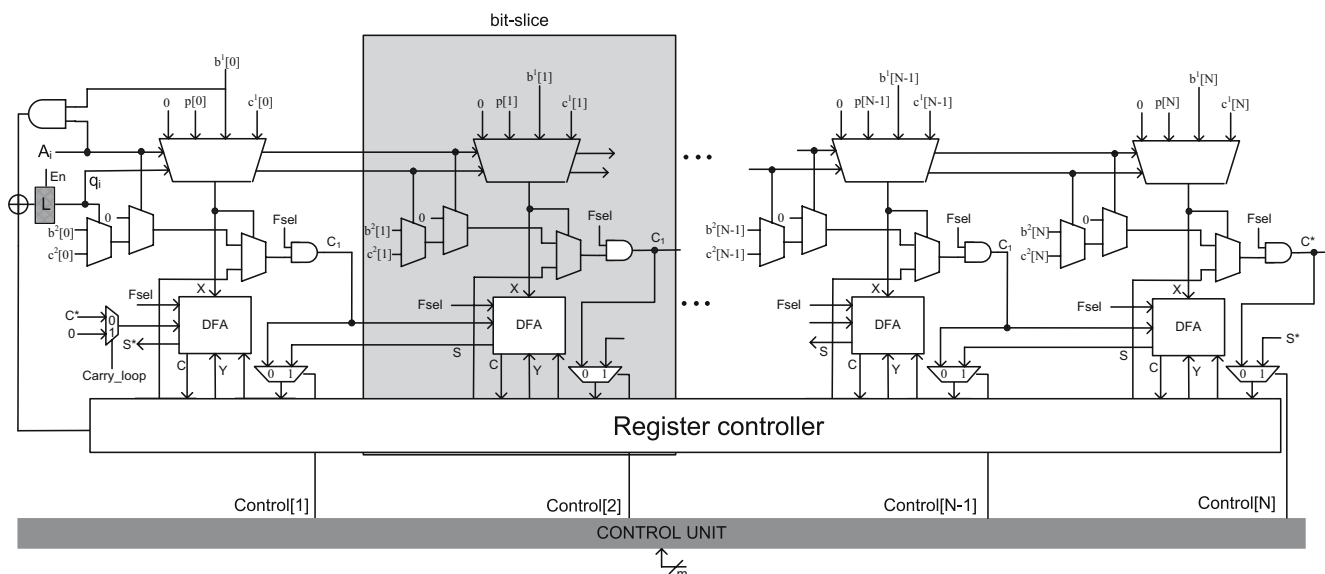 bit-slice
b¹[0]
0 p[0] c¹[0]
b¹[1]
0 p[1] c¹[1]
b¹[N-1]
0 p[N-1] c¹[N-1]
b¹[N]
0 p[N] c¹[N]
Aᵢ
En
qᵢ
L
0
b²[0]
c²[0]
Fsel
C₁
0
b²[1]
c²[1]
Fsel
C₁
...
0
b²[N-1]
c²[N-1]
Fsel
C₁
0
b²[N]
c²[N]
Fsel
C*
X
Fsel
C*
0
0
1
DFA
S*
Carry_loop
C
Y
0 1
X
Fsel
DFA
S
C
Y
0 1
...
X
Fsel
DFA
S
C
Y
0 1
X
Fsel
DFA
S
C
Y
S*
0 1
Register controller
Control[1]
Control[2]
Control[N-1]
Control[N]
CONTROL UNIT
m